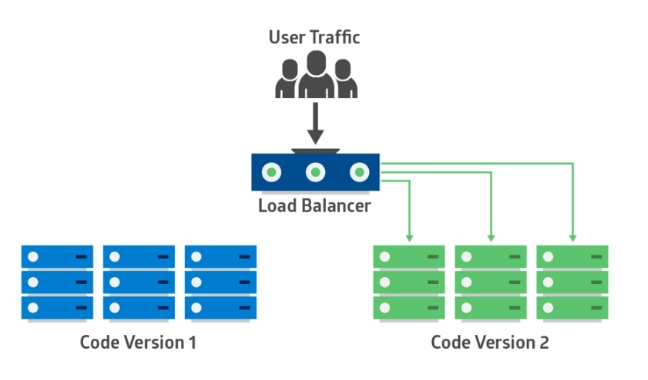 User Traffic
Load Balancer
Code Version 1
Code Version 2